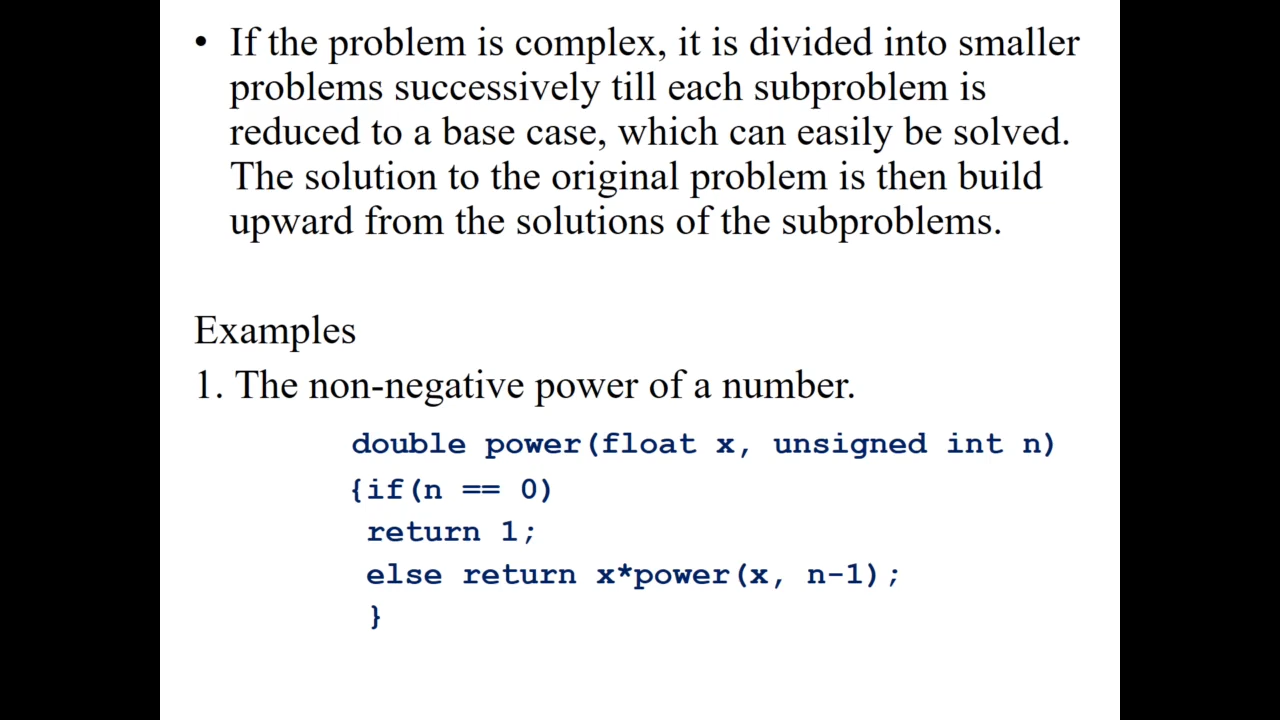 • If the problem is complex, it is divided into smaller
problems successively till each subproblem is
reduced to a base case, which can easily be solved.
The solution to the original problem is then build
upward from the solutions of the subproblems.
Examples
1. The non-negative power of a number.
double power(float x, unsigned int n)
{if(n == 0)
return 1;
else return x*power(x, n-1);
}